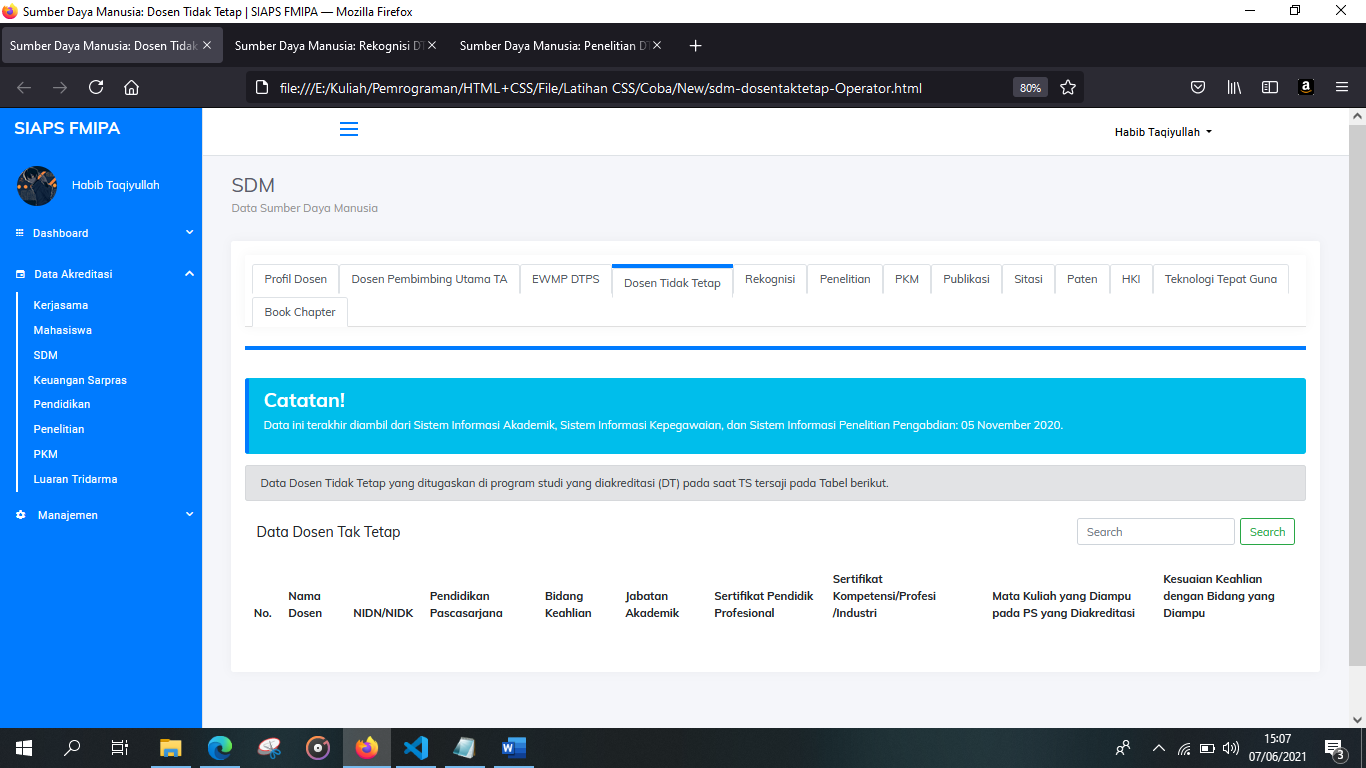 Sumber Daya Manusia: Dosen Tidak Tetap | SIAPS FMIPA — Mozilla Firefox
Sumber Daya Manusia: Dosen Tidak
Sumber Daya Manusia: Rekognisi DT
Sumber Daya Manusia: Penelitian DT
file:///E:/Kuliah/Pemrograman/HTML+CSS/File/Latihan CSS/Coba/New/sdm-dosentaktetap-Operator.html
80%
SIAPS FMIPA
Habib Taqiyullah
Habib Taqiyullah
Dashboard
Data Akreditasi
Kerjasama
Mahasiswa
SDM
Keuangan Sarpras
Pendidikan
Penelitian
PKM
Luaran Tridarma
Manajemen
SDM
Data Sumber Daya Manusia
Profil Dosen Dosen Pembimbing Utama TA EWMP DTPS Dosen Tidak Tetap Rekognisi Penelitian PKM Publikasi Sitasi Paten HKI Teknologi Tepat Guna
Book Chapter
Catatan!
Data ini terakhir diambil dari Sistem Informasi Akademik, Sistem Informasi Kepegawaian, dan Sistem Informasi Penelitian Pengabdian: 05 November 2020.
Data Dosen Tidak Tetap yang ditugaskan di program studi yang diakreditasi (DT) pada saat TS tersaji pada Tabel berikut.
Data Dosen Tak Tetap
Search
Search
No.
Nama
Dosen
NIDN/NIDK
Pendidikan
Pascasarjana
Bidang
Keahlian
Jabatan
Akademik
Sertifikat Pendidik
Profesional
Sertifikat
Kompetensi/Profesi
/Industri
Mata Kuliah yang Diampu
pada PS yang Diakreditasi
Kesuaian Keahlian
dengan Bidang yang
Diampu
15:07
07/06/2021
3